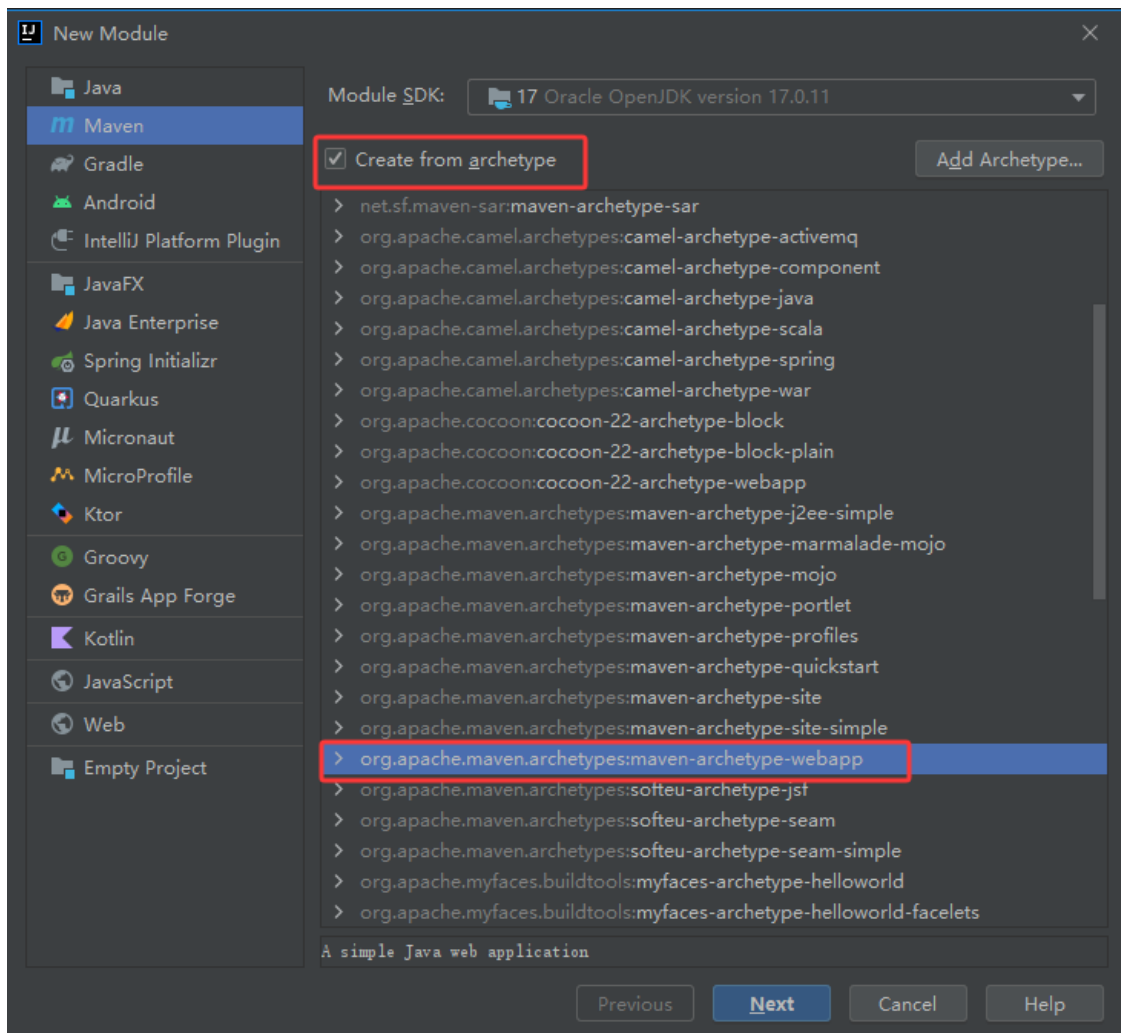 New Module
Java
Maven
Gradle
Android
IntelliJ Platform Plugin
JavaFX
Java Enterprise
Spring Initializr
Quarkus
Micronaut
MicroProfile
Ktor
Groovy
Grails App Forge
Kotlin
JavaScript
Web
Empty Project
Module SDK: 17 Oracle OpenJDK version 17.0.11
Create from archetype Add Archetype...
net.sf.maven-sar:maven-archetype-sar
org.apache.camel.archetypes:camel-archetype-activemq
org.apache.camel.archetypes:camel-archetype-component
org.apache.camel.archetypes:camel-archetype-java
org.apache.camel.archetypes:camel-archetype-scala
org.apache.camel.archetypes:camel-archetype-spring
org.apache.camel.archetypes:camel-archetype-war
org.apache.cocoon:cocoon-22-archetype-block
org.apache.cocoon:cocoon-22-archetype-block-plain
org.apache.cocoon:cocoon-22-archetype-webapp
org.apache.maven.archetypes:maven-archetype-j2ee-simple
org.apache.maven.archetypes:maven-archetype-marmalade-mojo
org.apache.maven.archetypes:maven-archetype-mojo
org.apache.maven.archetypes:maven-archetype-portlet
org.apache.maven.archetypes:maven-archetype-profiles
org.apache.maven.archetypes:maven-archetype-quickstart
org.apache.maven.archetypes:maven-archetype-site
org.apache.maven.archetypes:maven-archetype-site-simple
org.apache.maven.archetypes:maven-archetype-webapp
org.apache.maven.archetypes:softeu-archetype-jsf
org.apache.maven.archetypes:softeu-archetype-seam
org.apache.maven.archetypes:softeu-archetype-seam-simple
org.apache.myfaces.buildtools:myfaces-archetype-helloworld
org.apache.myfaces.buildtools:myfaces-archetype-helloworld-facelets
A simple Java web application
Previous Next Cancel Help